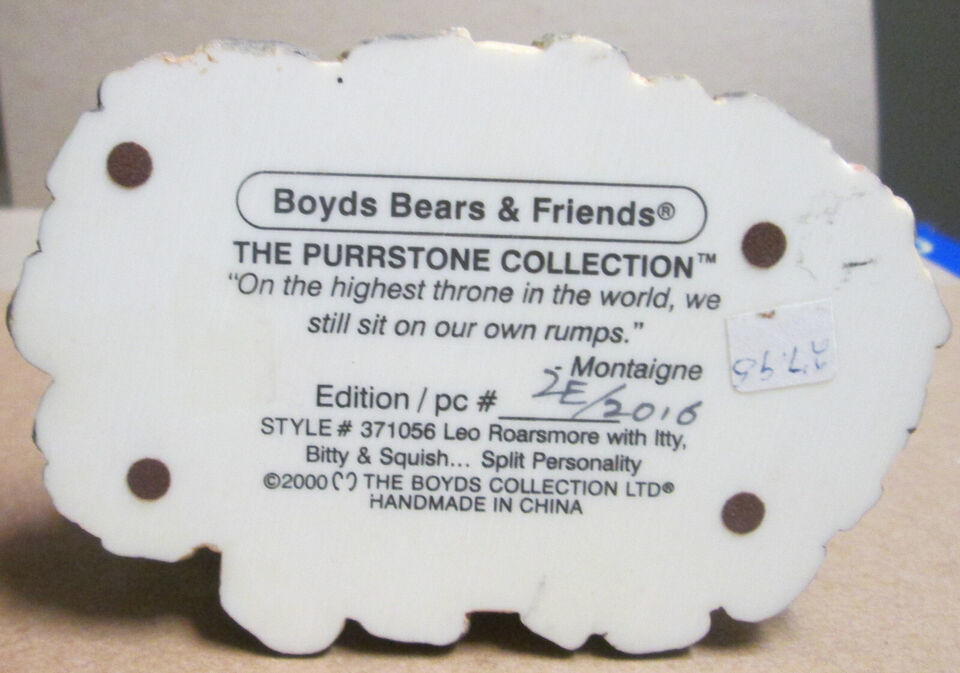 Boyds Bears & Friends®
THE PURRSTONE COLLECTION™
"On the highest throne in the world, we
still sit on our own rumps."
- Montaigne
Edition / pc # 2E/2016
STYLE # 371056 Leo Roarsmore with Itty,
Bitty & Squish... Split Personality
©2000 THE BOYDS COLLECTION LTD®
HANDMADE IN CHINA